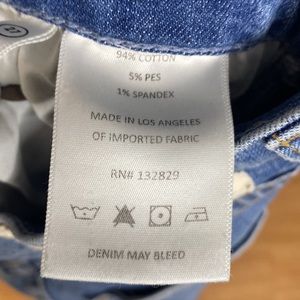 94% COTTON
5% PES
1% SPANDEX
MADE IN LOS ANGELES
OF IMPORTED FABRIC
RN# 132829
DENIM MAY BLEED